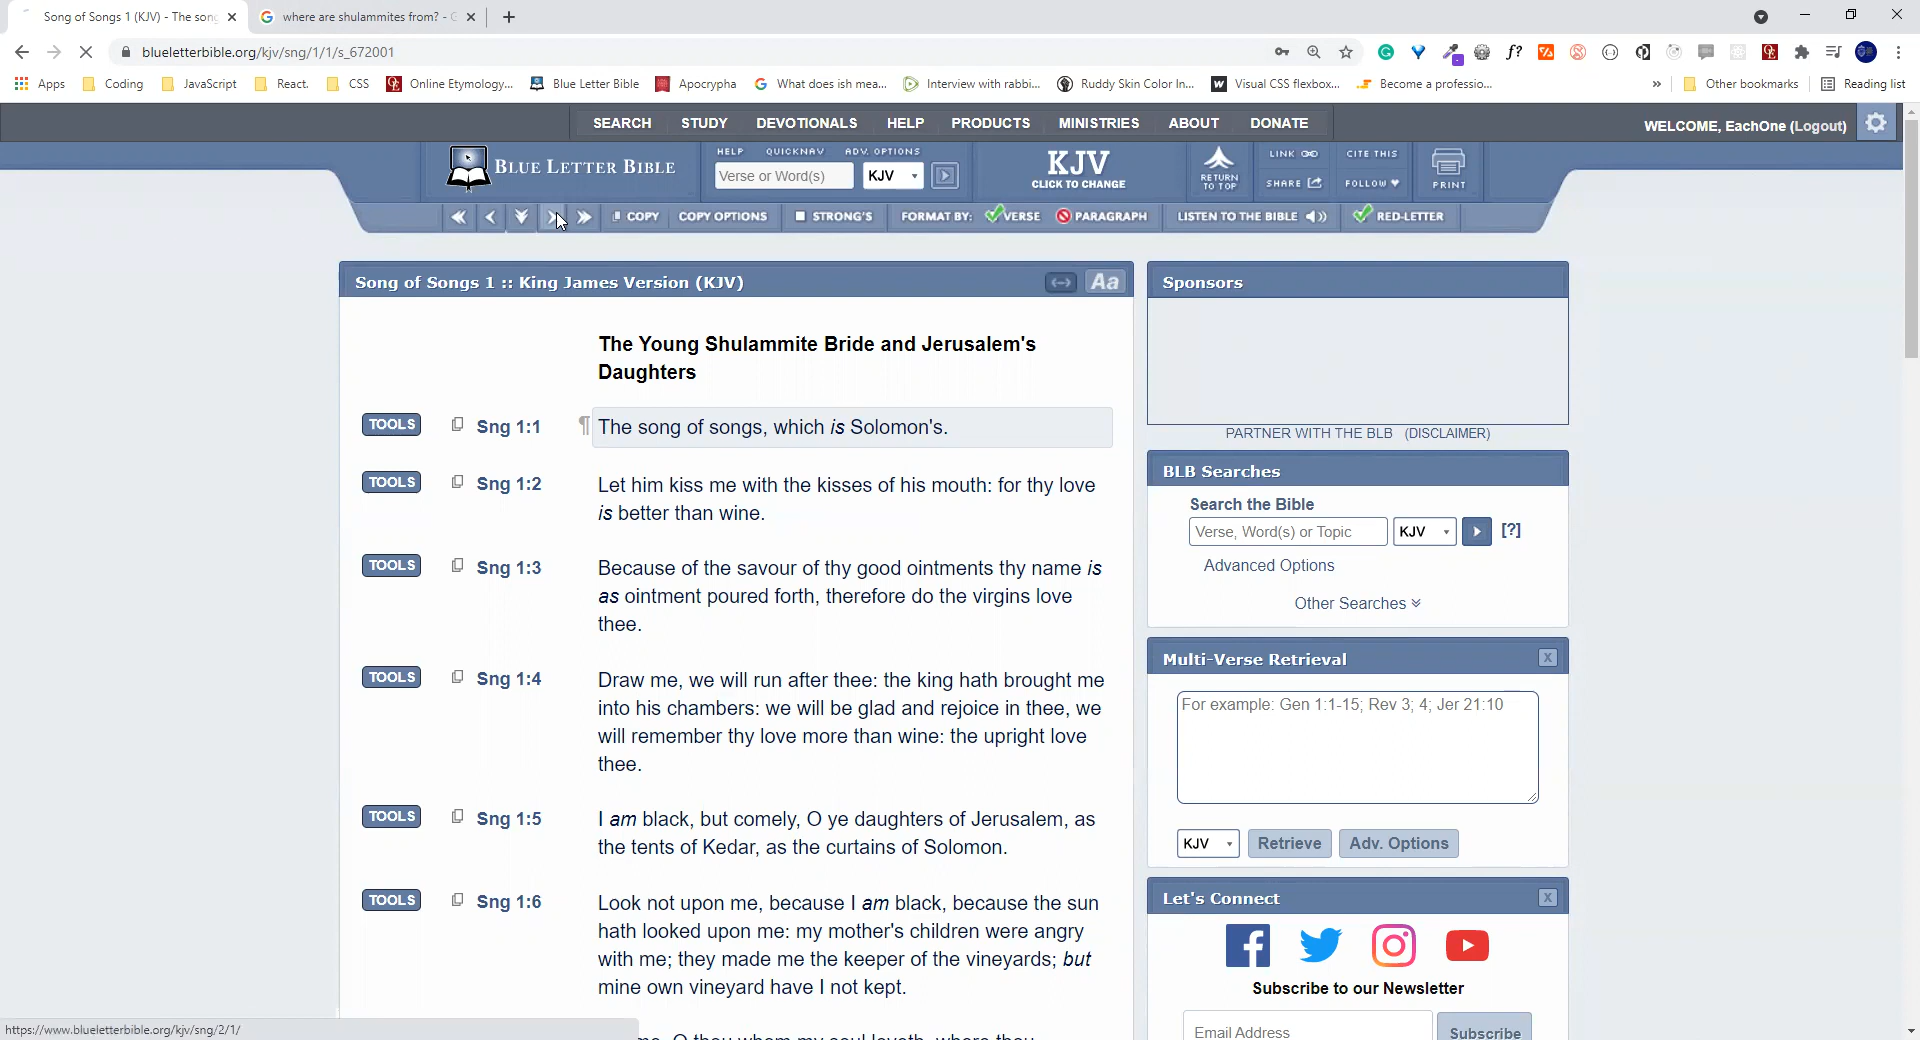 Song of Songs 1 (KJV) - The song
where are shulammites from? - G
blueletterbible.org/kjv/sng/1/1/s_672001
Apps
Coding
JavaScript
React.
CSS
Online Etymology...
Blue Letter Bible
Apocrypha
What does ish mea...
Interview with rabbi...
Ruddy Skin Color In...
Visual CSS flexbox...
Become a professio...
»
Other bookmarks
Reading list
SEARCH STUDY DEVOTIONALS HELP PRODUCTS MINISTRIES ABOUT DONATE
WELCOME, EachOne (Logout)
BLUE LETTER BIBLE
HELP QUICKNAV ADV. OPTIONS
Verse or Word(s) KJV
KJV
CLICK TO CHANGE
RETURN
TO TOP
LINK CITE THIS
SHARE FOLLOW
PRINT
COPY COPY OPTIONS STRONG'S FORMAT BY: VERSE PARAGRAPH LISTEN TO THE BIBLE RED-LETTER
Song of Songs 1 :: King James Version (KJV) Aa
The Young Shulammite Bride and Jerusalem's
Daughters
TOOLS Sng 1:1 ¶ The song of songs, which is Solomon's.
TOOLS Sng 1:2 Let him kiss me with the kisses of his mouth: for thy love
is better than wine.
TOOLS Sng 1:3 Because of the savour of thy good ointments thy name is
as ointment poured forth, therefore do the virgins love
thee.
TOOLS Sng 1:4 Draw me, we will run after thee: the king hath brought me
into his chambers: we will be glad and rejoice in thee, we
will remember thy love more than wine: the upright love
thee.
TOOLS Sng 1:5 I am black, but comely, O ye daughters of Jerusalem, as
the tents of Kedar, as the curtains of Solomon.
TOOLS Sng 1:6 Look not upon me, because I am black, because the sun
hath looked upon me: my mother's children were angry
with me; they made me the keeper of the vineyards; but
mine own vineyard have I not kept.
Sponsors
PARTNER WITH THE BLB (DISCLAIMER)
BLB Searches
Search the Bible
Verse, Word(s) or Topic KJV [?]
Advanced Options
Other Searches
Multi-Verse Retrieval X
For example: Gen 1:1-15; Rev 3; 4; Jer 21:10
KJV Retrieve Adv. Options
Let's Connect X
Subscribe to our Newsletter
Email Address Subscribe
https://www.blueletterbible.org/kjv/sng/2/1/